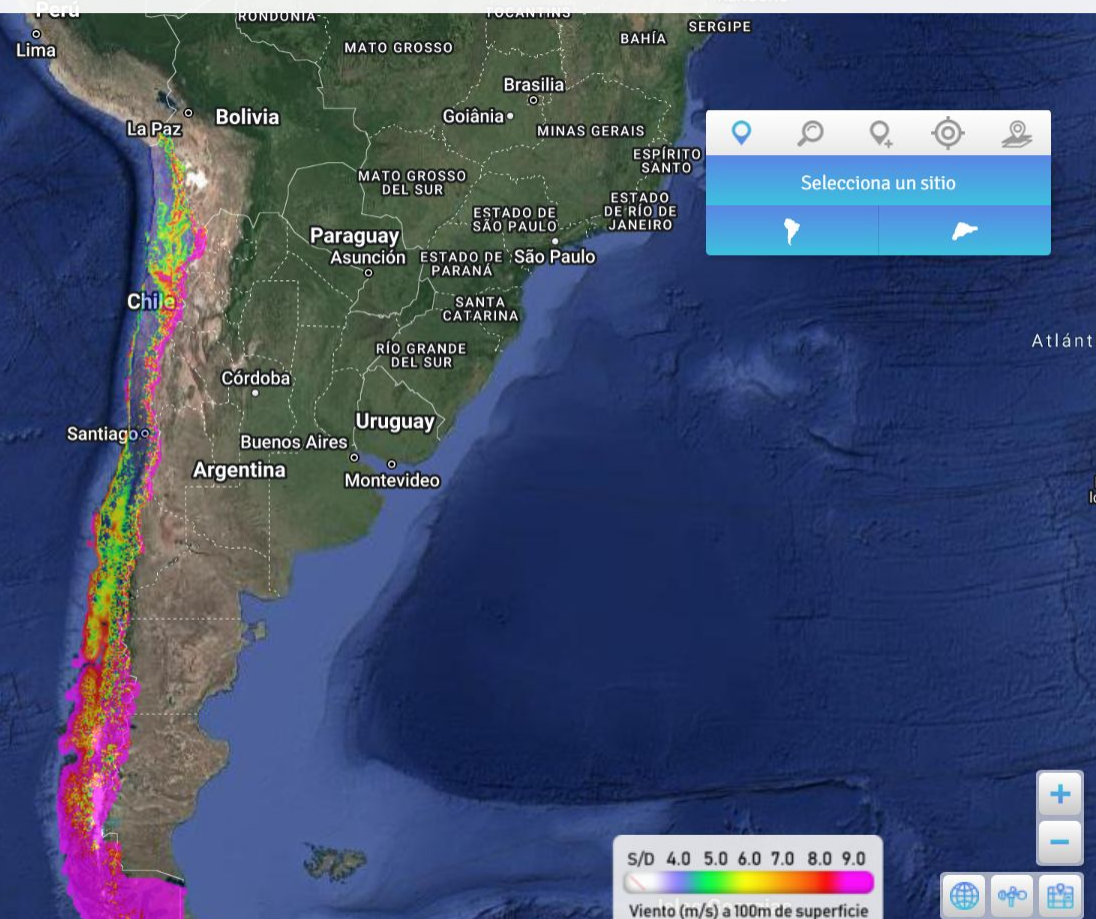 Perú
RONDONIA
TOCANTINS
SERGIPE
Lima
MATO GROSSO
BAHÍA
Brasilia
La Paz
Bolivia
Goiânia
MINAS GERAIS
ESPÍRITO
SANTO
MATO GROSSO
DEL SUR
Selecciona un sitio
ESTADO DE
SÃO PAULO
ESTADO
DE RÍO DE
JANEIRO
Paraguay
Asunción
ESTADO DE
PARANÁ
São Paulo
Chile
SANTA
CATARINA
Atlánt
RÍO GRANDE
DEL SUR
Córdoba
Uruguay
Santiago
Buenos Aires
Argentina
Montevideo
S/D 4.0 5.0 6.0 7.0 8.0 9.0
Viento (m/s) a 100m de superficie